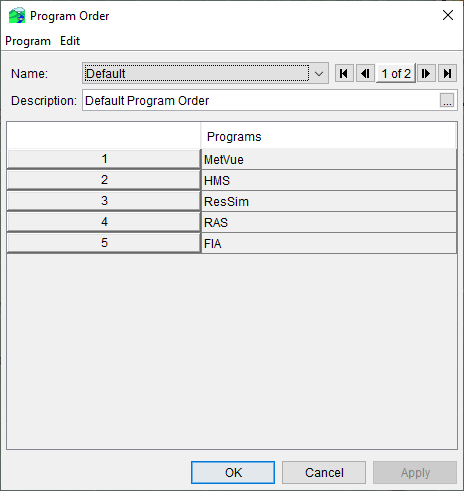 Program Order
Program Edit
Name: Default 1 of 2
Description: Default Program Order ...
Programs
1 MetVue
2 HMS
3 ResSim
4 RAS
5 FIA
OK Cancel Apply